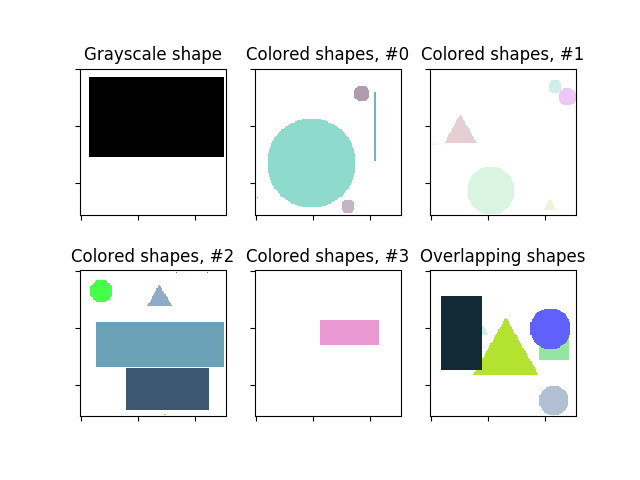 Grayscale shape
Colored shapes, #0
Colored shapes, #1
Colored shapes, #2
Colored shapes, #3
Overlapping shapes